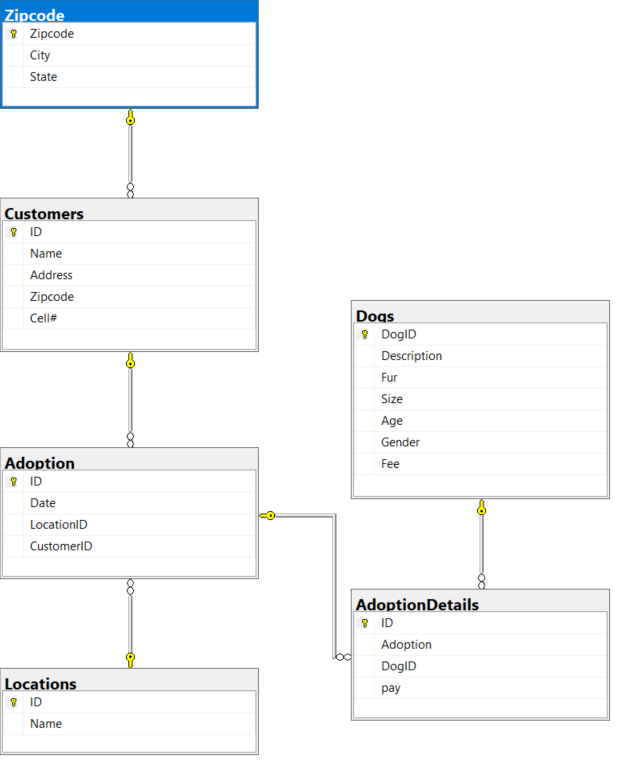 Zipcode
Zipcode
City
State
Customers
ID
Name
Address
Zipcode
Cell#
Dogs
DogID
Description
Fur
Size
Age
Gender
Fee
Adoption
ID
Date
LocationID
CustomerID
AdoptionDetails
ID
Adoption
DogID
pay
Locations
ID
Name